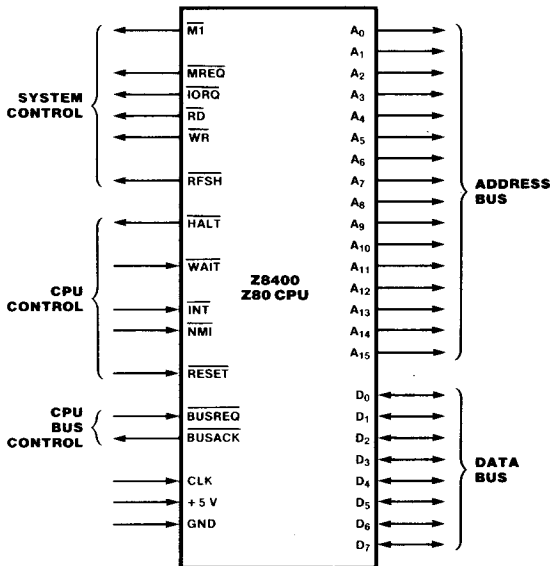 SYSTEM
CONTROL
M1
MREQ
IORQ
RD
WR
RFSH
CPU
CONTROL
HALT
WAIT
INT
NMI
RESET
CPU
BUS
CONTROL
BUSREQ
BUSACK
CLK
+5 V
GND
Z8400
Z80 CPU
A0
A1
A2
A3
A4
A5
A6
A7
A8
A9
A10
A11
A12
A13
A14
A15
ADDRESS
BUS
D0
D1
D2
D3
D4
D5
D6
D7
DATA
BUS